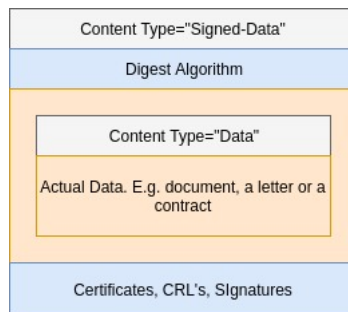 Content Type="Signed-Data"
Digest Algorithm
Content Type="Data"
Actual Data. E.g. document, a letter or a
contract
Certificates, CRL's, SIgnatures